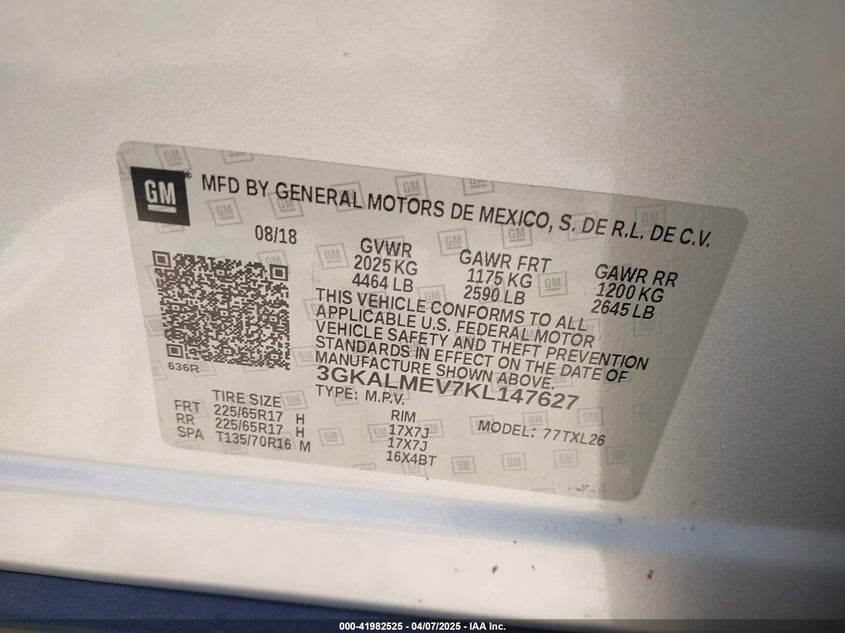 GM® MFD BY GENERAL MOTORS DE MEXICO, S. DE R.L. DE C.V.
08/18 GVWR GAWR FRT GAWR RR
2025 KG 1175 KG 1200 KG
4464 LB 2590 LB 2645 LB
THIS VEHICLE CONFORMS TO ALL
APPLICABLE U.S. FEDERAL MOTOR
VEHICLE SAFETY AND THEFT PREVENTION
STANDARDS IN EFFECT ON THE DATE OF
MANUFACTURE SHOWN ABOVE.
636R
3GKALMEV7KL147627
TYPE: M.P.V. MODEL: 77TXL26
TIRE SIZE RIM
FRT 225/65R17 H 17X7J
RR 225/65R17 H 17X7J
SPA T135/70R16 M 16X4BT
000-41982525 - 04/07/2025 - IAA Inc.